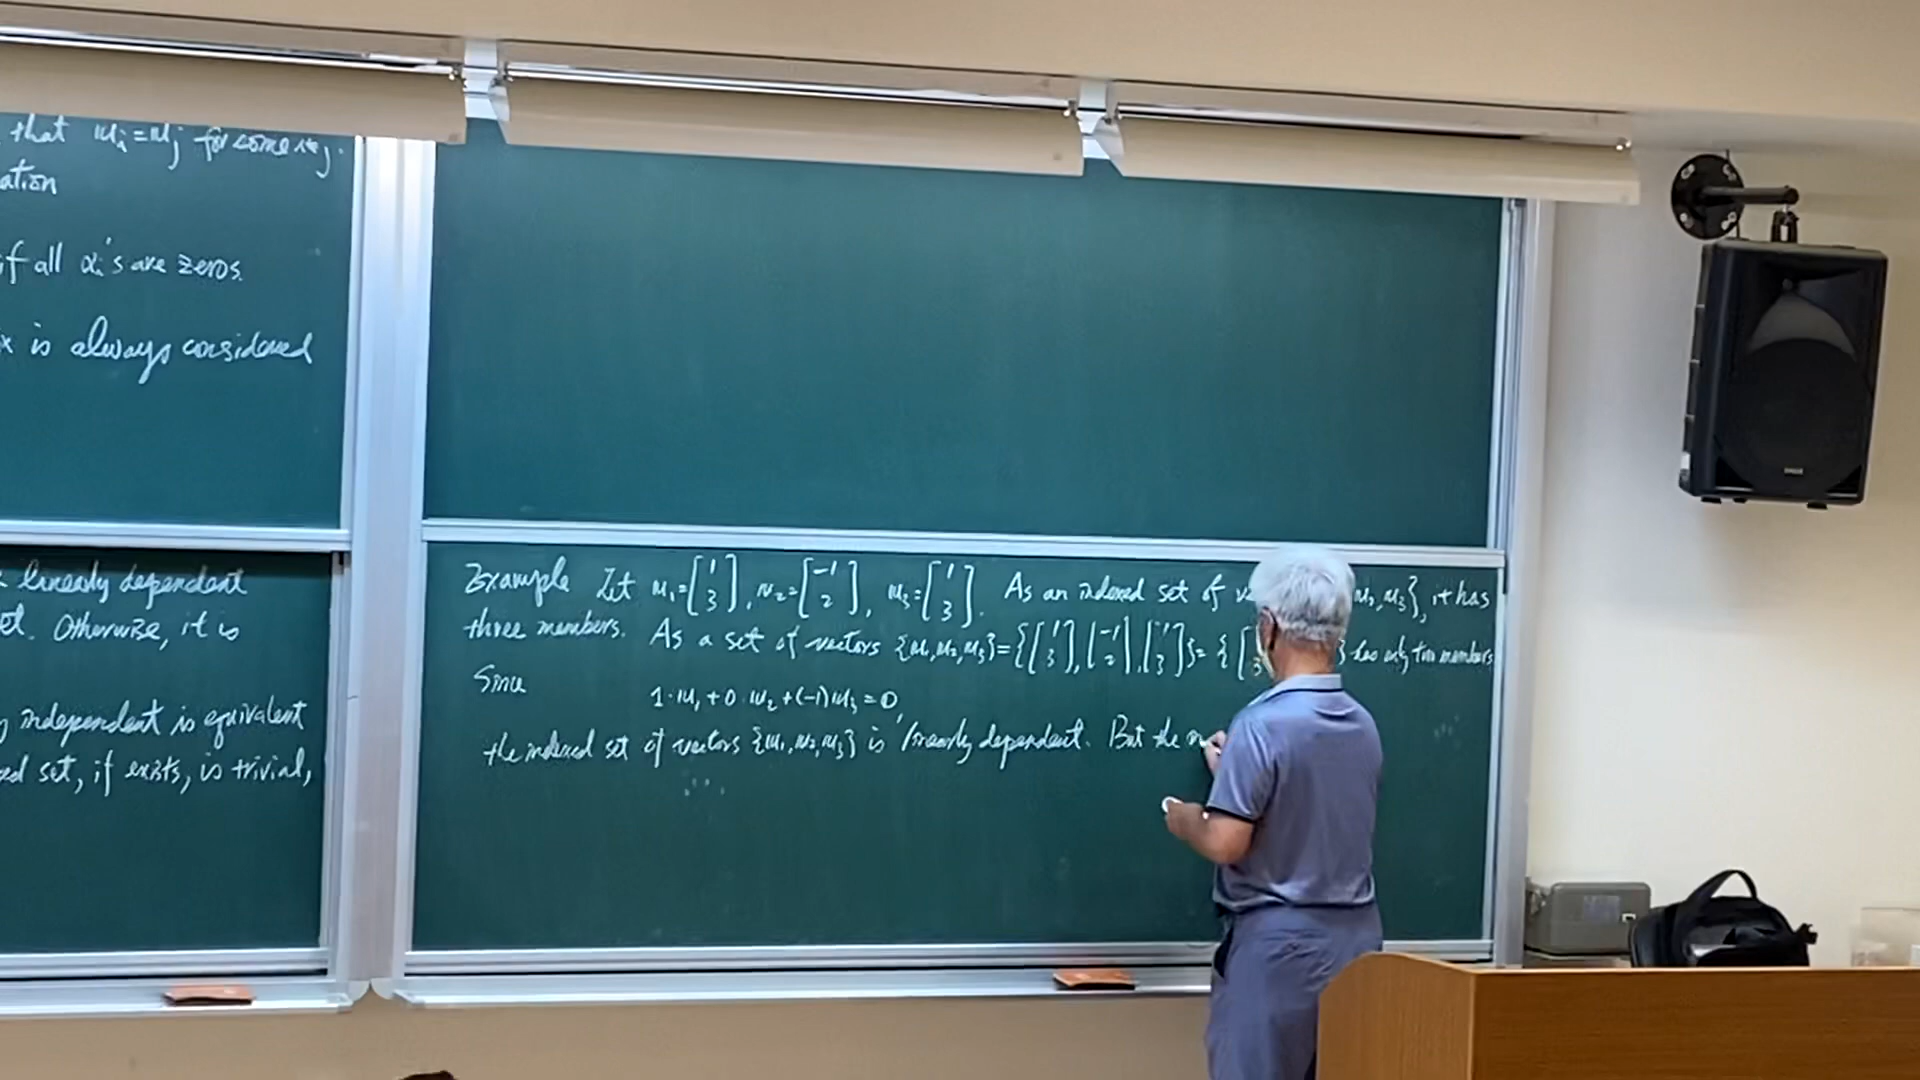 that u_i = u_j for some i≠j.
ation
if all α_i's are zeros.
x is always considered
linearly dependent
et. Otherwise, it is
independent is equivalent
ed set, if exists, is trivial,
Example Let u₁ = [1 3], u₂ = [-1 2], u₃ = [1 3]. As an indexed set of u₂, u₃}, it has
three members. As a set of vectors {u₁, u₂, u₃} = {[1 3], [-1 2], [1 3]} = {[ 3 } has only two members
Since
1·u₁ + 0·u₂ + (-1)u₃ = 0,
the indexed set of vectors {u₁, u₂, u₃} is linearly dependent. But the